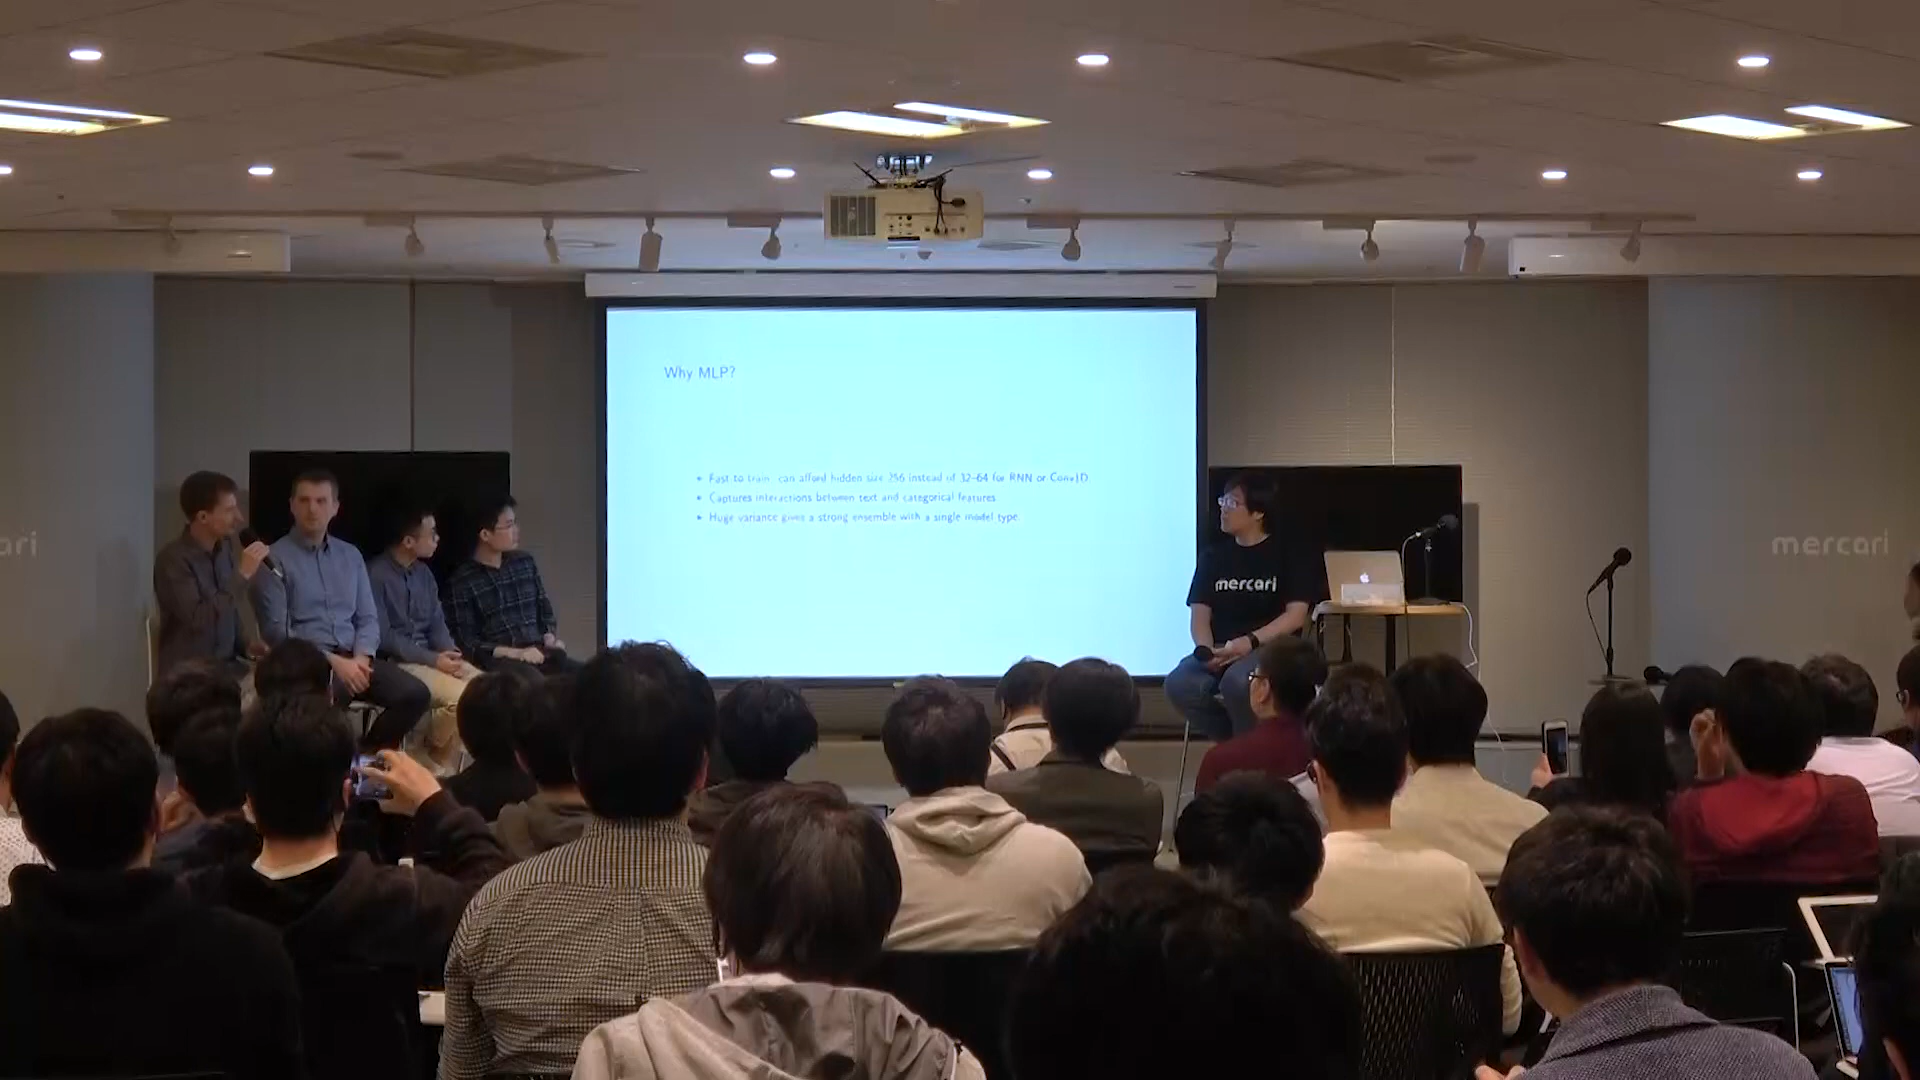 Why MLP?
• Fast to train: can afford hidden size 256 instead of 32-64 for RNN or Conv1D.
• Captures interactions between text and categorical features.
• Huge variance gives a strong ensemble with a single model type.
ari
mercari
mercari